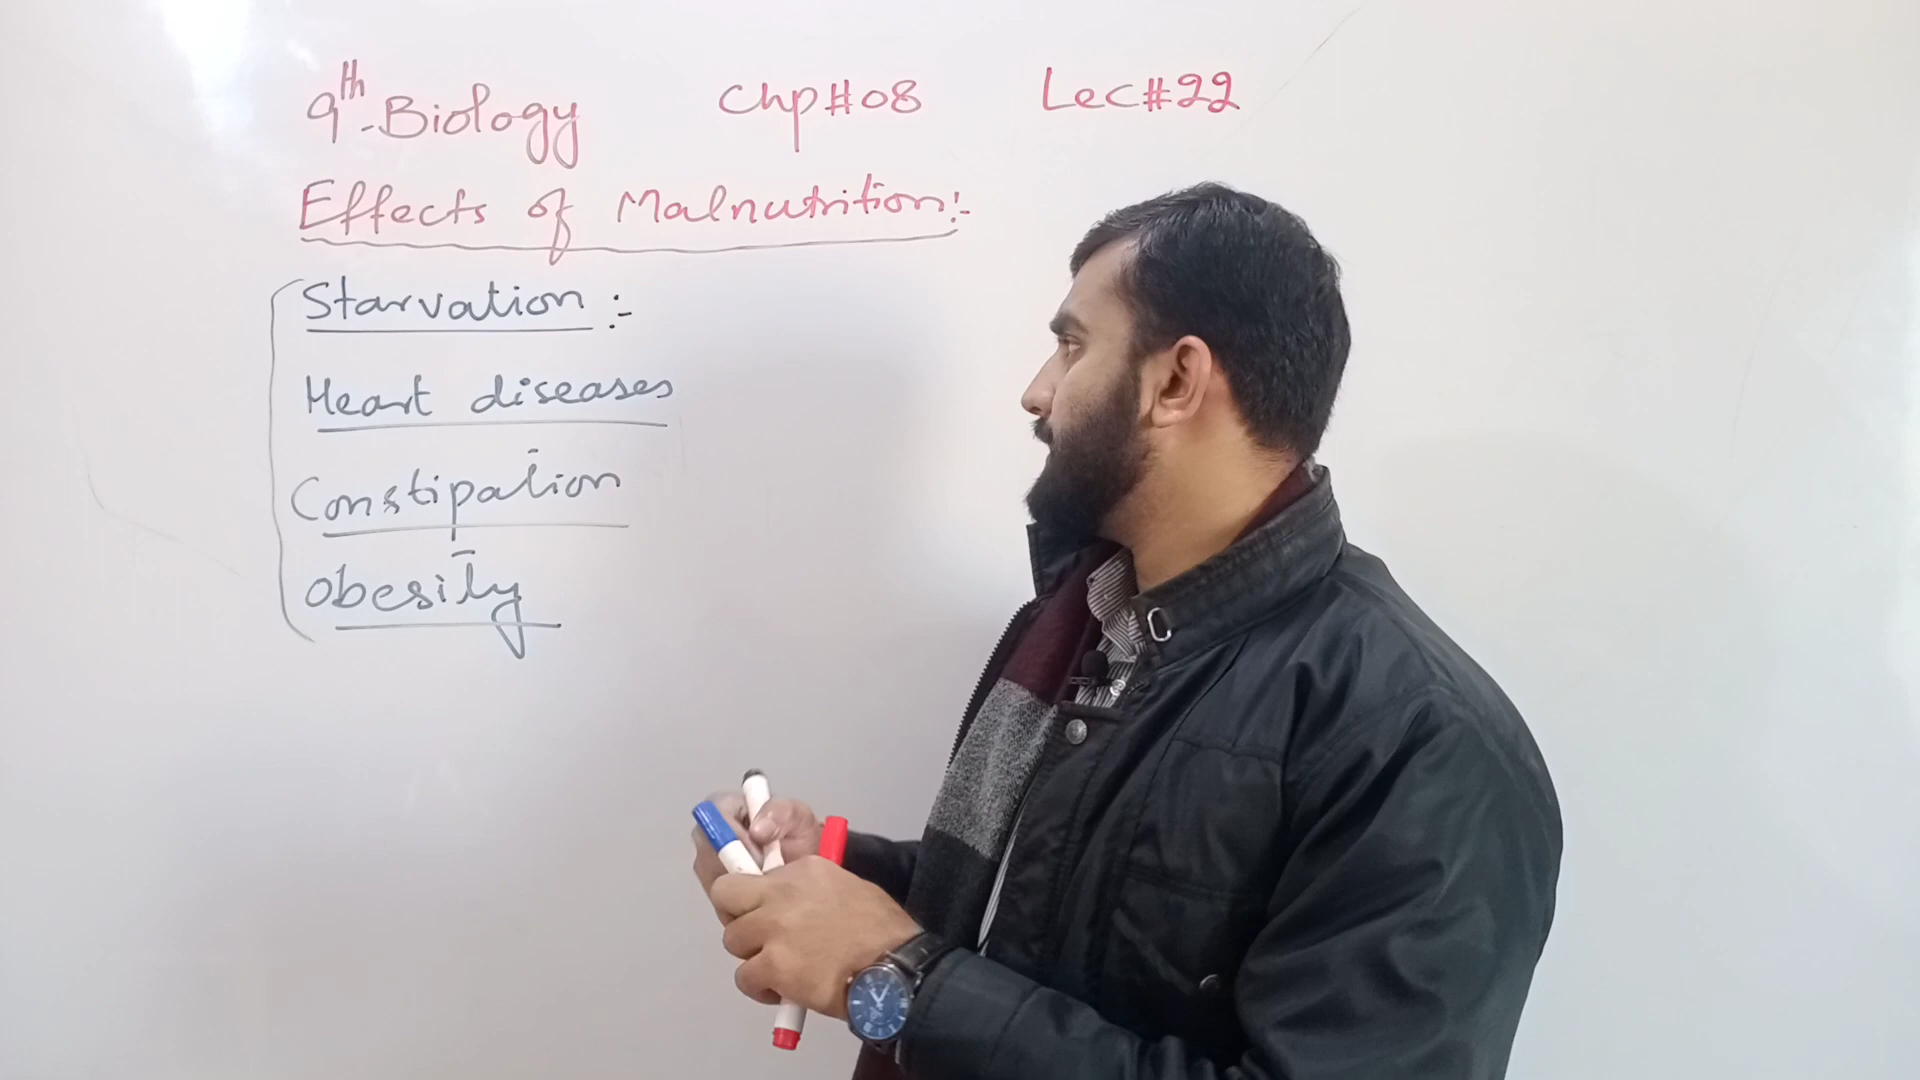 9th-Biology Chp#08 Lec#22
Effects of Malnutrition:-
Starvation:-
Heart diseases
Constipation
Obesity